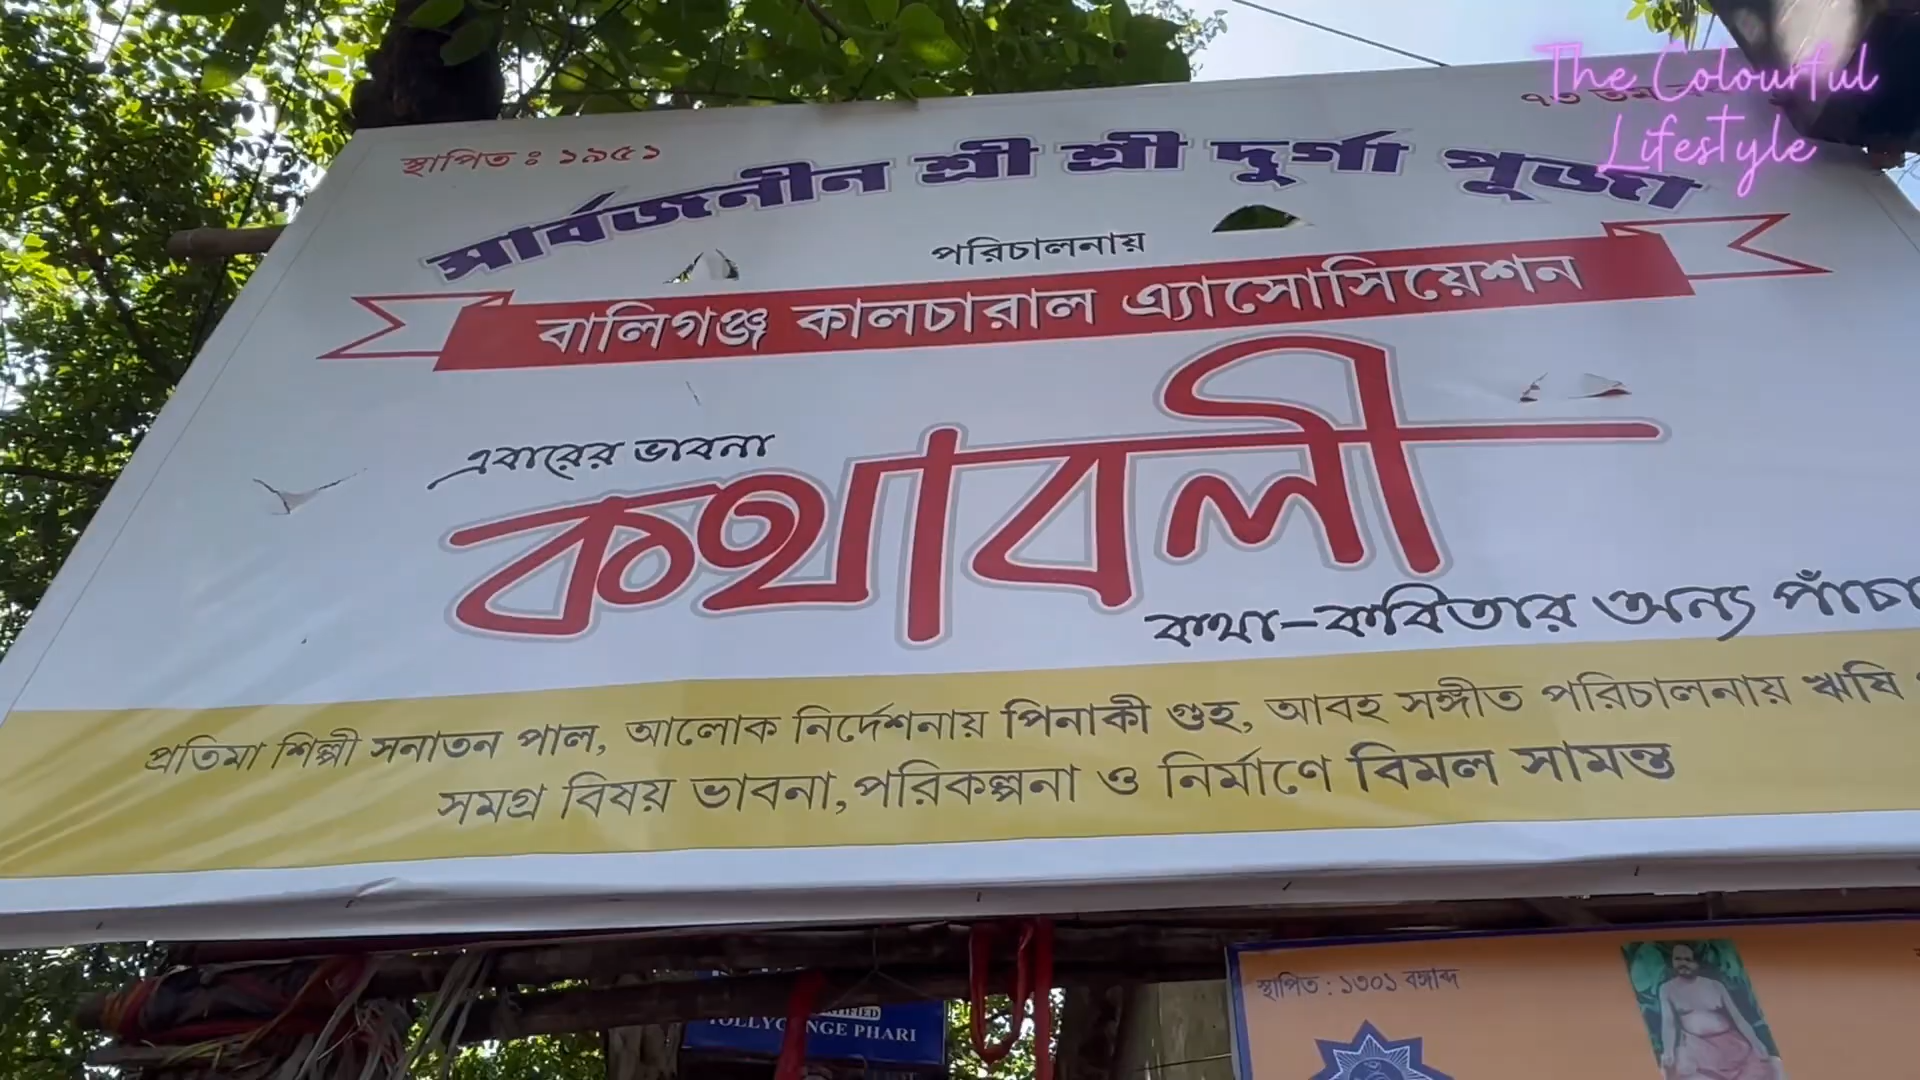 The Colourful
Lifestyle
স্থাপিত ঃ ১৯৫১
সার্বজনীন শ্রী শ্রী দুর্গা পূজা
পরিচালনায়
বালিগঞ্জ কালচারাল এ্যাসোসিয়েশন
এবারের ভাবনা
কথাবলী
কথা-কবিতার অন্য
প্রতিমা শিল্পী সনাতন পাল, আলোক নির্দেশনায় পিনাকী গুহ, আবহ সঙ্গীত পরিচালনায় ঋষি
সমগ্র বিষয় ভাবনা,পরিকল্পনা ও নির্মাণে বিমল সামন্ত
স্থাপিত : ১৩০১ বঙ্গাব্দ
PHARI